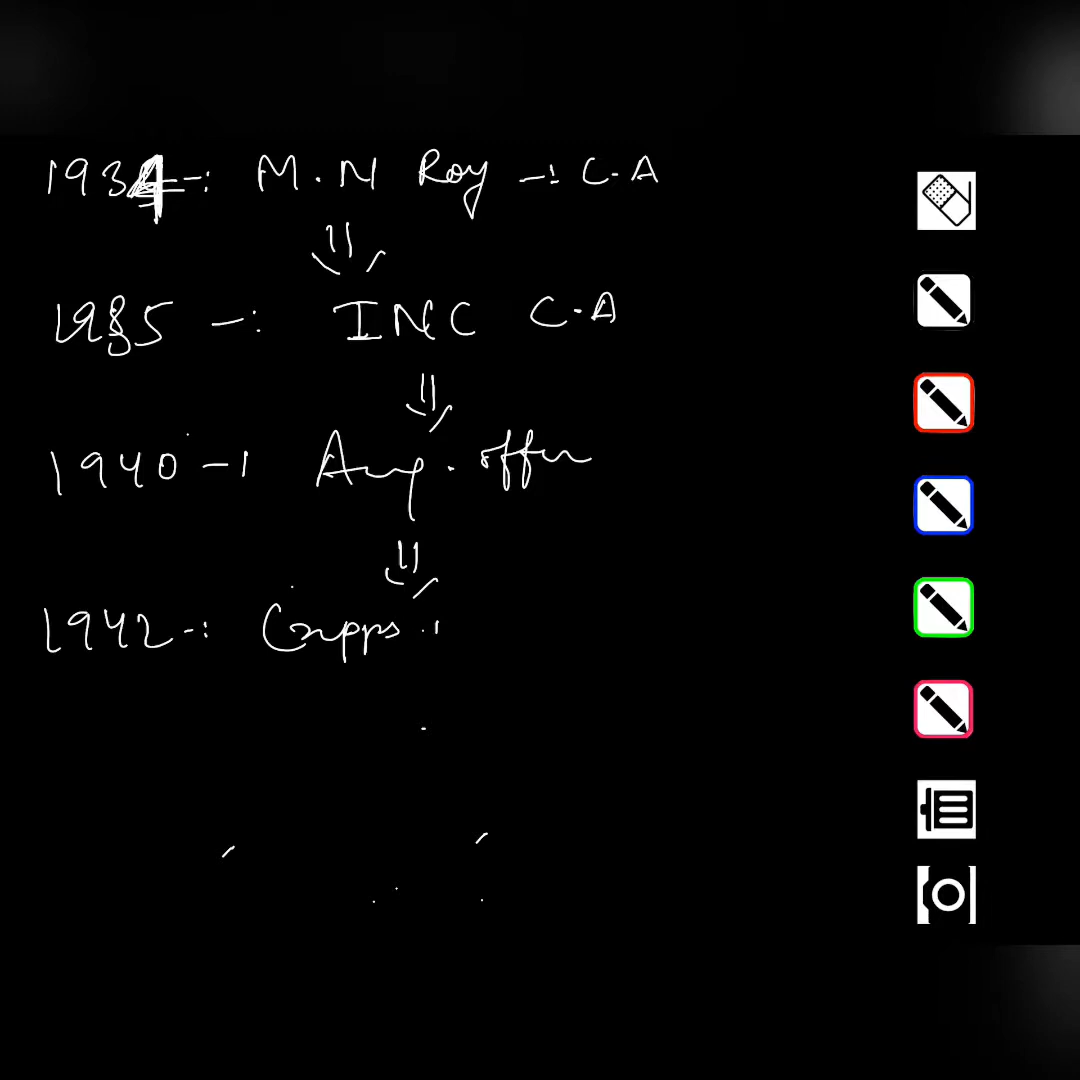 1934-: M.N Roy -: C.A
1935 -: INC C.A
1940 -: Aug. offer
1942-: Cripps :